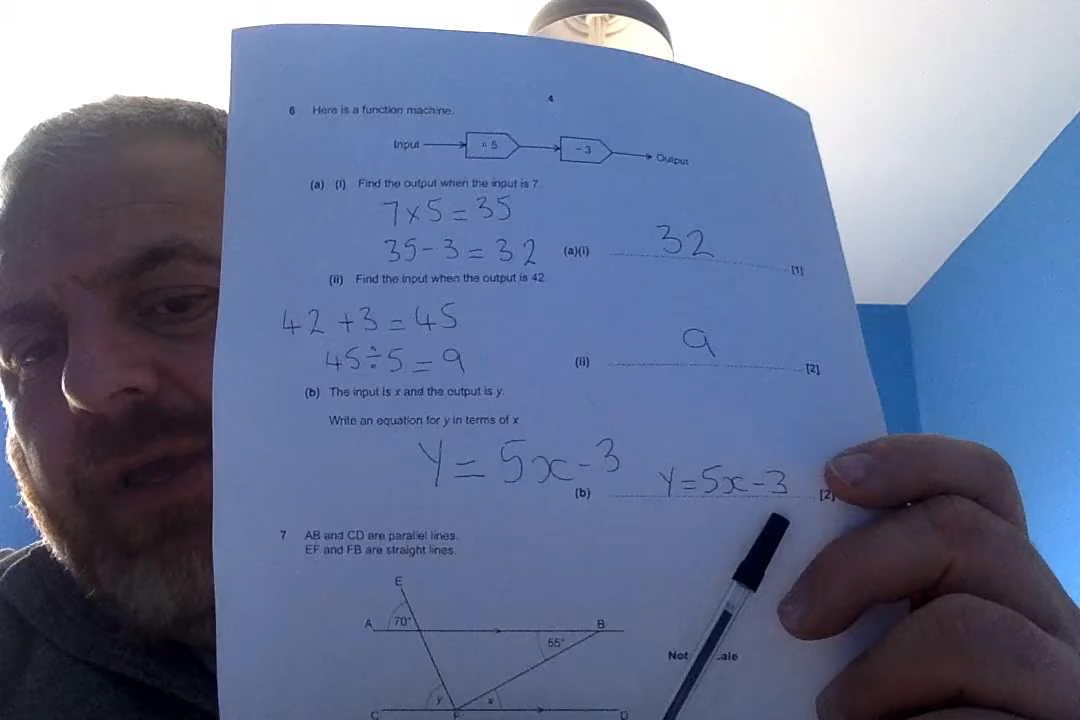 4
6 Here is a function machine.
Input × 5 − 3 Output
(a) (i) Find the output when the input is 7
7 × 5 = 35
35 − 3 = 32 (a)(i) 32 [1]
(ii) Find the input when the output is 42
42 + 3 = 45
45 ÷ 5 = 9 (ii) 9 [2]
(b) The input is x and the output is y.
Write an equation for y in terms of x
Y = 5x − 3
(b) Y = 5x − 3 [2]
7 AB and CD are parallel lines.
EF and FB are straight lines.
E
A 70° B
55°
Not
y x
C F D